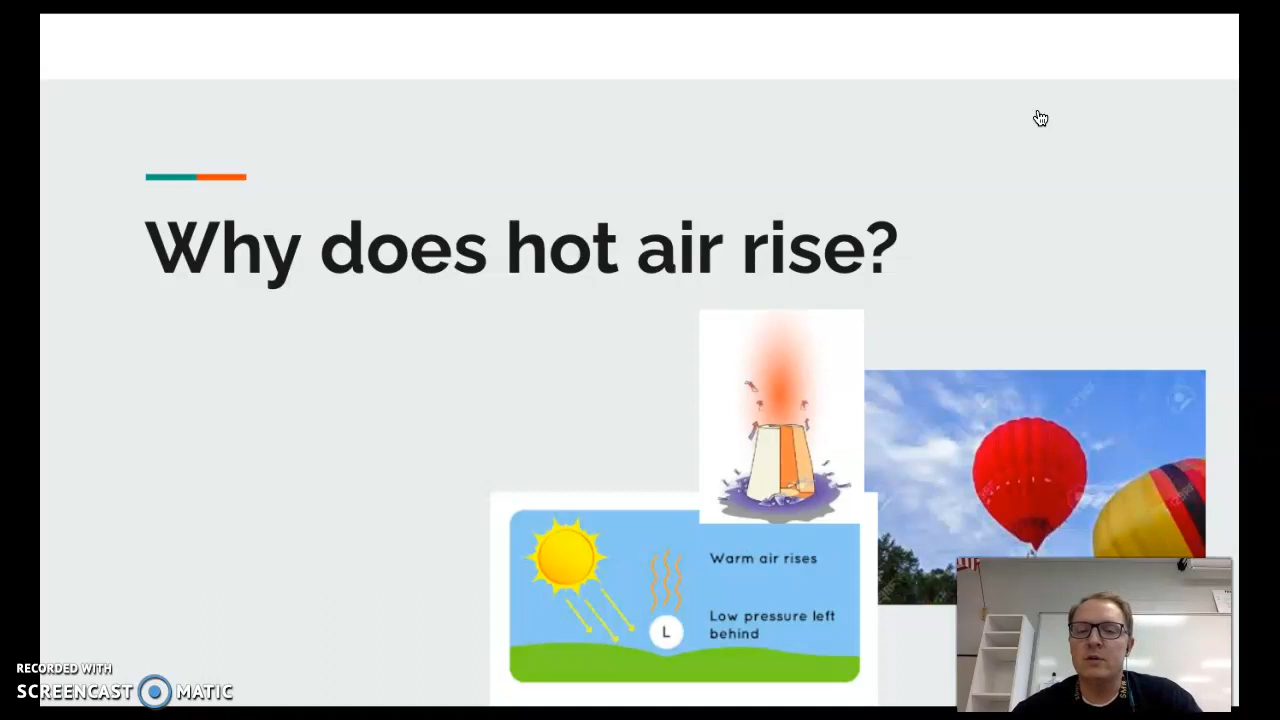 Why does hot air rise?
Warm air rises
L
Low pressure left
behind
RECORDED WITH
SCREENCAST MATIC